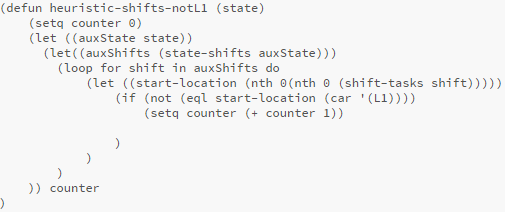 (defun heuristic-shifts-notL1 (state)
    (setq counter 0)
    (let ((auxState state))
      (let((auxShifts (state-shifts auxState)))
        (loop for shift in auxShifts do
            (let ((start-location (nth 0(nth 0 (shift-tasks shift)))))
                (if (not (eql start-location (car '(L1))))
                    (setq counter (+ counter 1))
                )
            )
        )
    )) counter
)